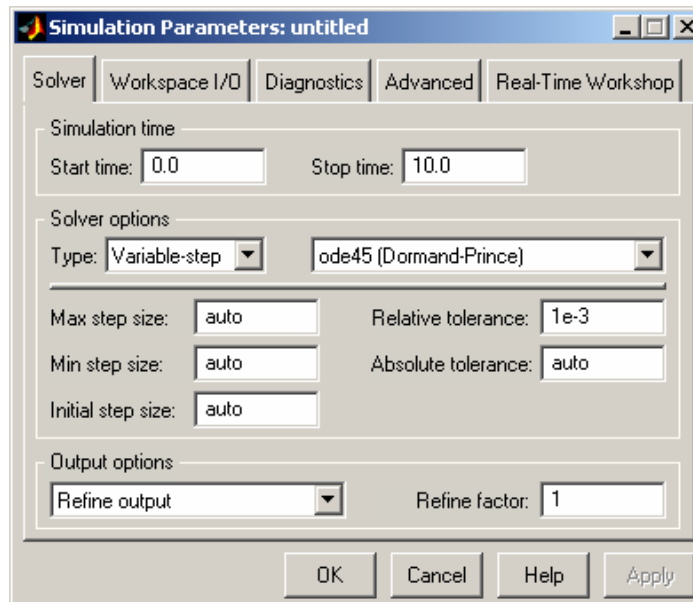 Simulation Parameters: untitled
Solver Workspace I/O Diagnostics Advanced Real-Time Workshop
Simulation time
Start time: 0.0 Stop time: 10.0
Solver options
Type: Variable-step ode45 (Dormand-Prince)
Max step size: auto Relative tolerance: 1e-3
Min step size: auto Absolute tolerance: auto
Initial step size: auto
Output options
Refine output Refine factor: 1
OK Cancel Help Apply